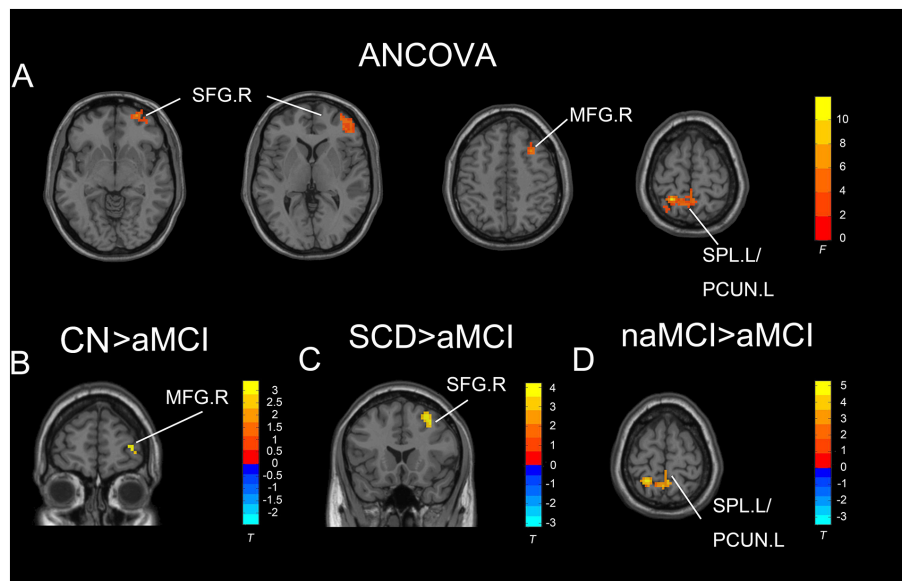 ANCOVA
A
SFG.R
MFG.R
SPL.L/
PCUN.L
10
8
6
4
2
0
F
B
CN>aMCI
MFG.R
3
2.5
2
1.5
1
0.5
0
-0.5
-1
-1.5
-2
T
C
SCD>aMCI
SFG.R
4
3
2
1
0
-1
-2
-3
T
D
naMCI>aMCI
SPL.L/
PCUN.L
5
4
3
2
1
0
-1
-2
-3
T